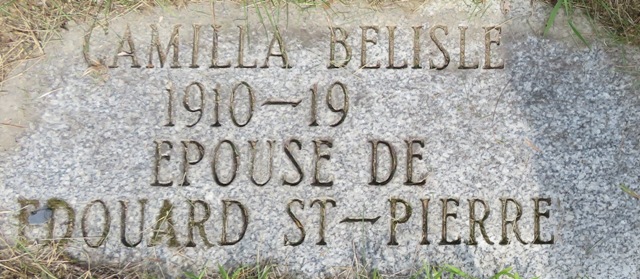 CAMILLA BELISLE
1910-19
EPOUSE DE
EDOUARD ST-PIERRE